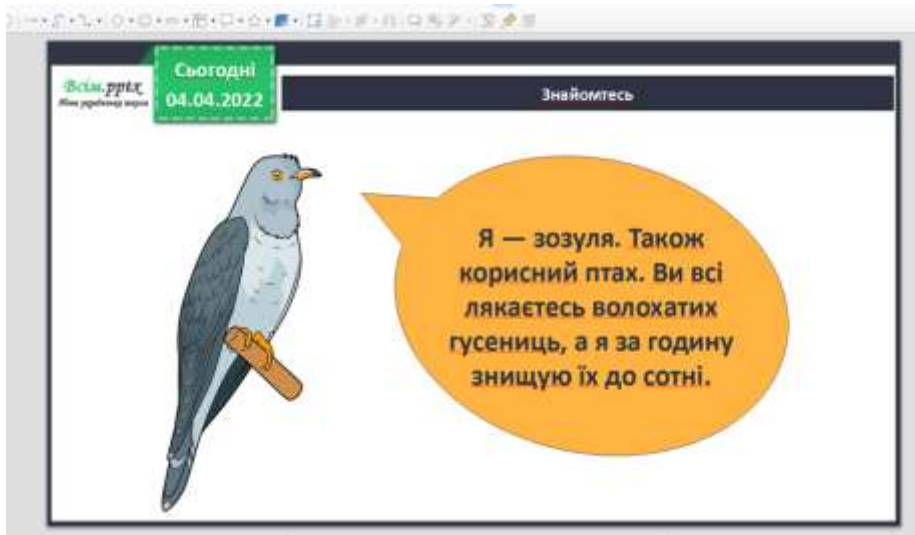 Всім.pptx
Сьогодні
04.04.2022
Знайомтесь
Я — зозуля. Також
корисний птах. Ви всі
лякаєтесь волохатих
гусениць, а я за годину
знищую їх до сотні.